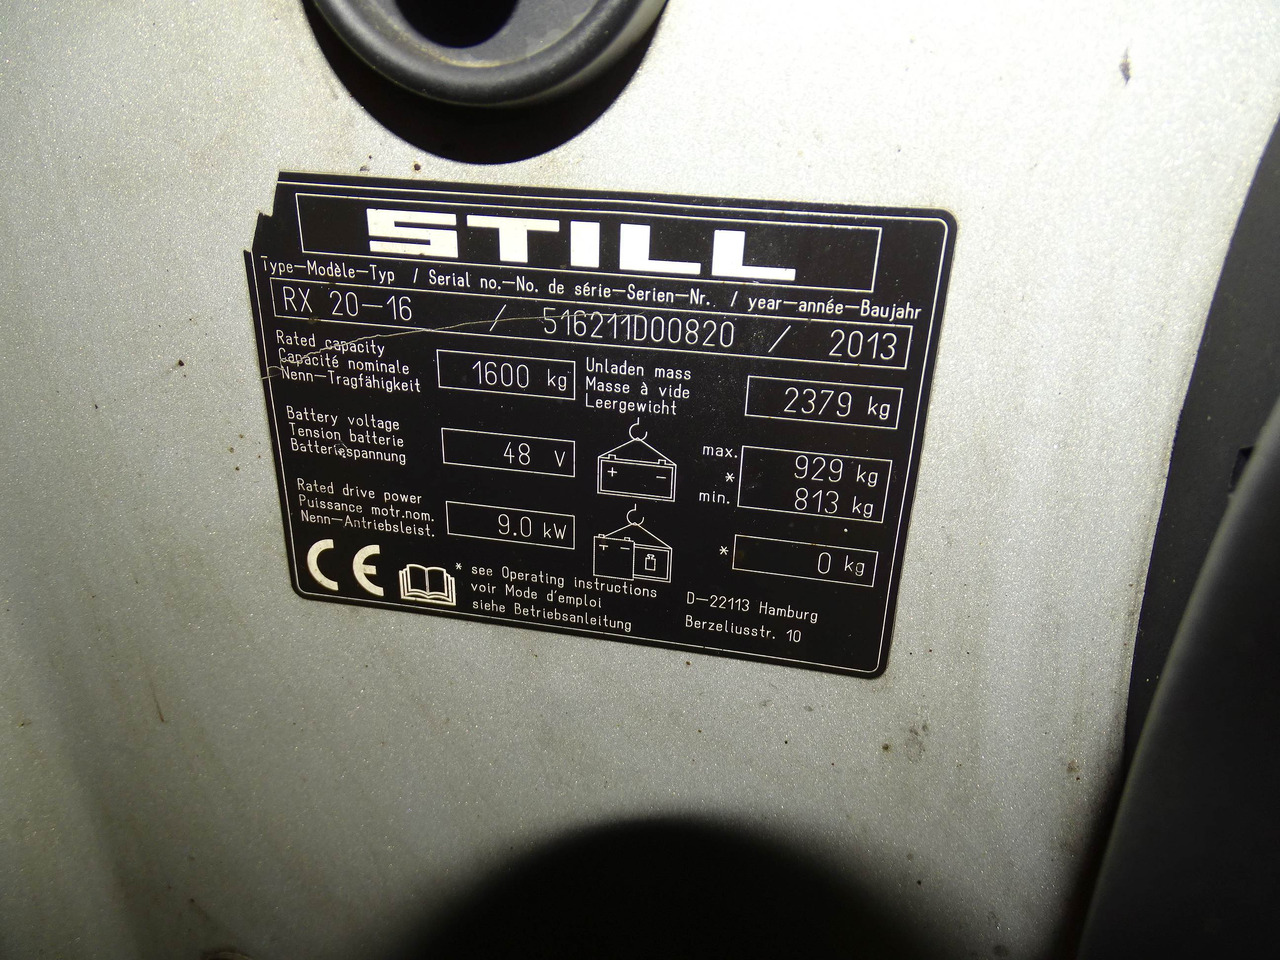 STILL
Type-Modèle-Typ / Serial no.-No. de série-Serien-Nr. / year-année-Baujahr
RX 20-16 / 516211D00820 / 2013
Rated capacity
Capacité nominale
Nenn-Tragfähigkeit
1600 kg
Unladen mass
Masse à vide
Leergewicht
2379 kg
Battery voltage
Tension batterie
Batteriespannung
48 V
+ -
max. 929 kg
*
min. 813 kg
Rated drive power
Puissance motr.nom.
Nenn-Antriebsleist.
9.0 kW
+ -
* 0 kg
CE
* see Operating instructions
voir Mode d'emploi
siehe Betriebsanleitung
D-22113 Hamburg
Berzeliusstr. 10